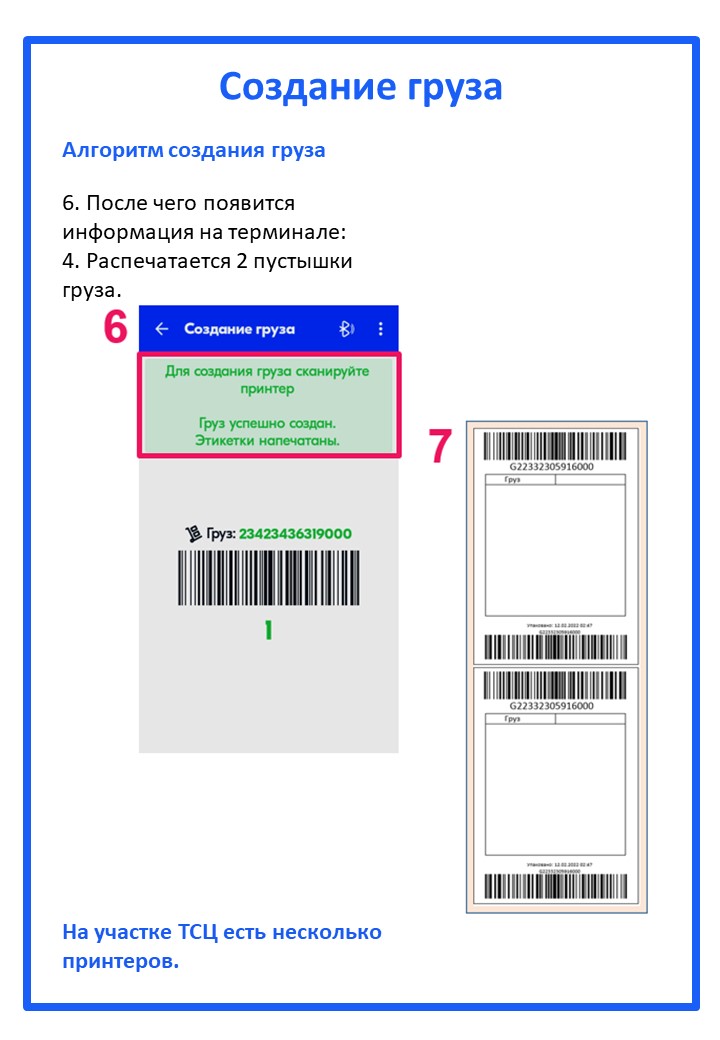 Создание груза
Алгоритм создания груза
6. После чего появится
информация на терминале:
4. Распечатается 2 пустышки
груза.
6
Создание груза
Для создания груза сканируйте
принтер
Груз успешно создан.
Этикетки напечатаны.
Груз: 23423436319000
1
7
G22332305916000
Груз
Упаковано: 12.02.2022 02:47
G22332305916000
G22332305916000
Груз
Упаковано: 12.02.2022 02:47
G22332305916000
На участке ТСЦ есть несколько
принтеров.